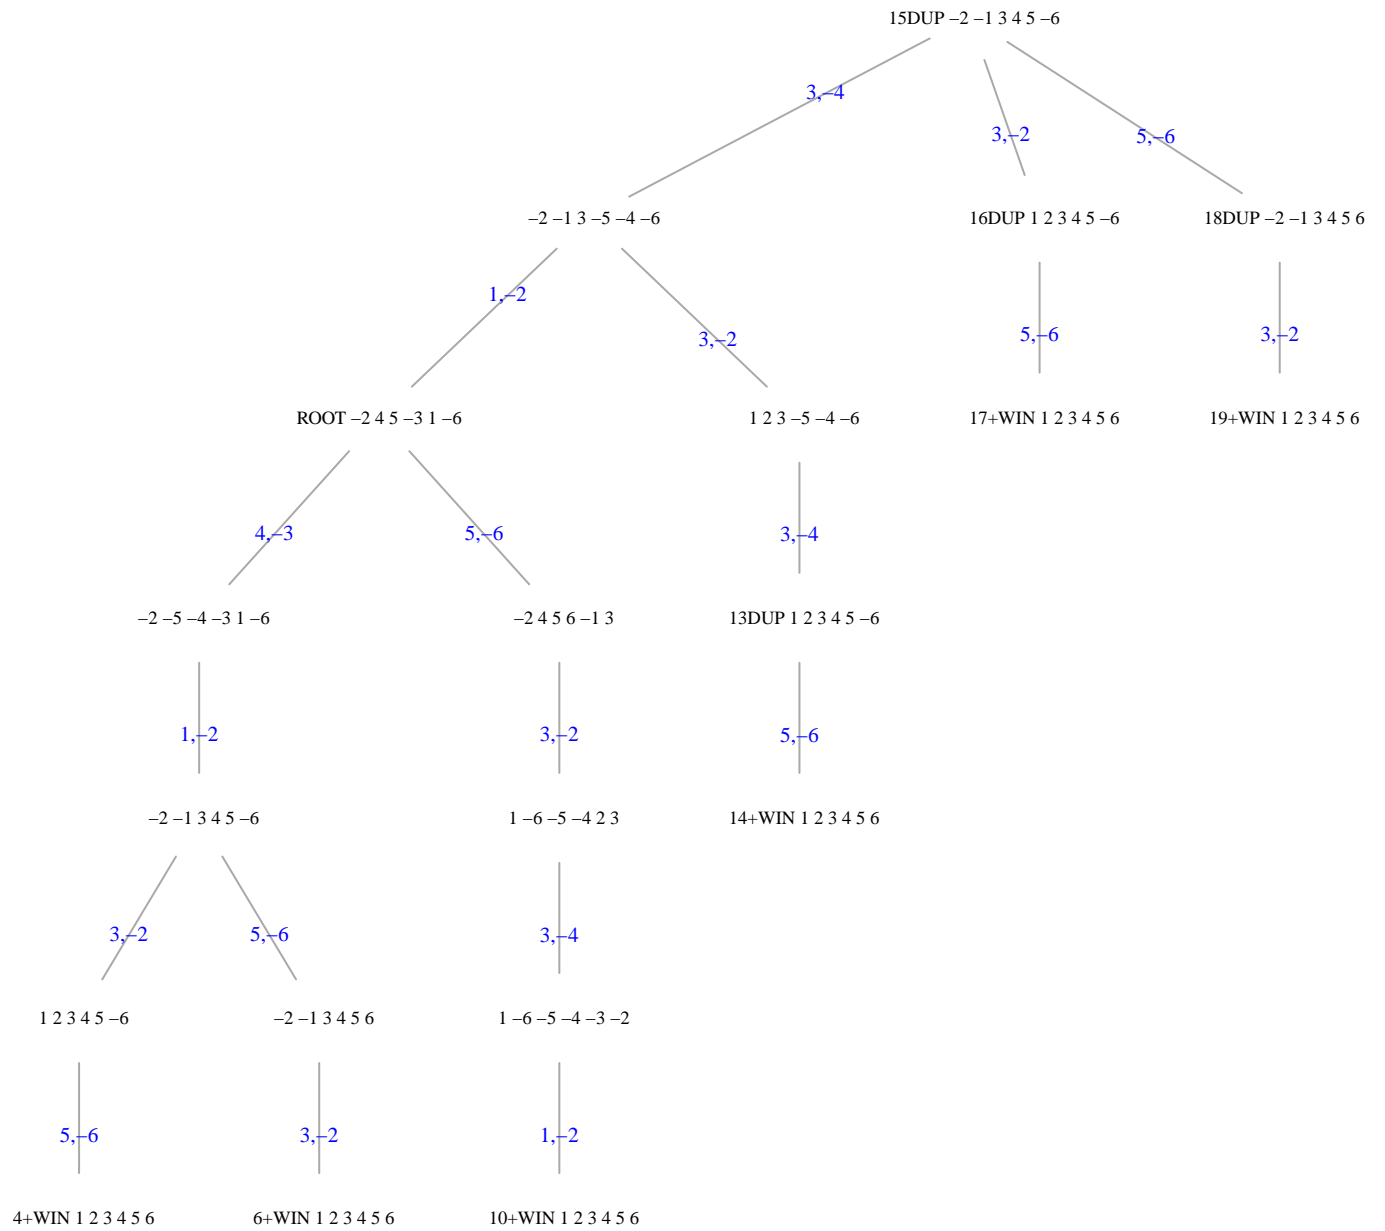 15DUP –2 –1 3 4 5 –6
3,–4
3,–2
5,–6
–2 –1 3 –5 –4 –6
16DUP 1 2 3 4 5 –6
18DUP –2 –1 3 4 5 6
1,–2
3,–2
5,–6
3,–2
ROOT –2 4 5 –3 1 –6
1 2 3 –5 –4 –6
17+WIN 1 2 3 4 5 6
19+WIN 1 2 3 4 5 6
4,–3
5,–6
3,–4
–2 –5 –4 –3 1 –6
–2 4 5 6 –1 3
13DUP 1 2 3 4 5 –6
1,–2
3,–2
5,–6
–2 –1 3 4 5 –6
1 –6 –5 –4 2 3
14+WIN 1 2 3 4 5 6
3,–2
5,–6
3,–4
1 2 3 4 5 –6
–2 –1 3 4 5 6
1 –6 –5 –4 –3 –2
5,–6
3,–2
1,–2
4+WIN 1 2 3 4 5 6
6+WIN 1 2 3 4 5 6
10+WIN 1 2 3 4 5 6